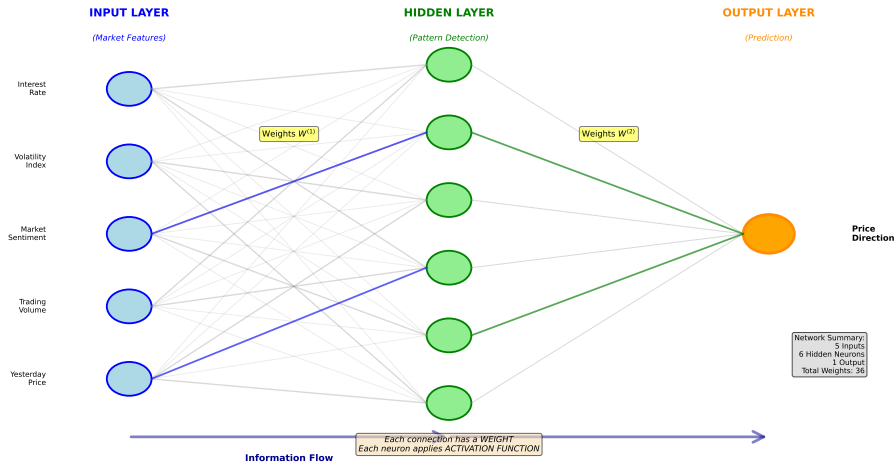 INPUT LAYER
HIDDEN LAYER
OUTPUT LAYER
(Market Features)
(Pattern Detection)
(Prediction)
Interest
Rate
Volatility
Index
Market
Sentiment
Trading
Volume
Yesterday
Price
Weights W(1)
Weights W(2)
Price
Direction
Network Summary:
5 Inputs
6 Hidden Neurons
1 Output
Total Weights: 36
Each connection has a WEIGHT
Each neuron applies ACTIVATION FUNCTION
Information Flow